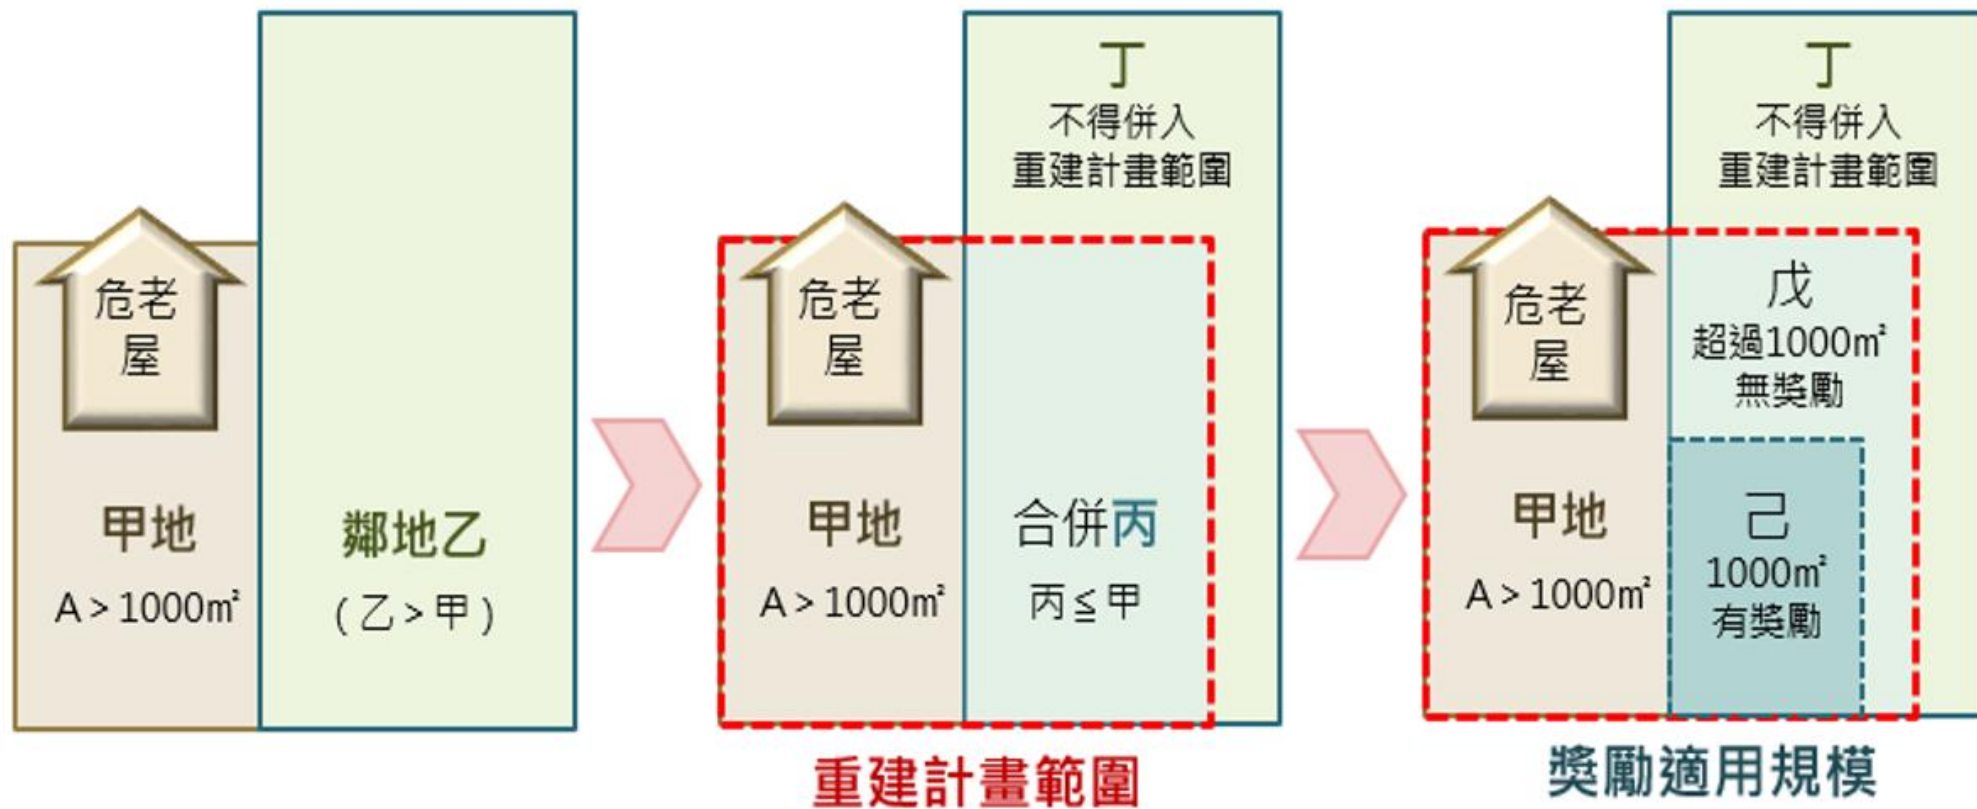 危老
屋
甲地
A > 1000㎡
鄰地乙
(乙 > 甲)
丁
不得併入
重建計畫範圍
危老
屋
甲地
A > 1000㎡
合併丙
丙 ≦ 甲
重建計畫範圍
丁
不得併入
重建計畫範圍
危老
屋
甲地
A > 1000㎡
戊
超過1000㎡
無獎勵
己
1000㎡
有獎勵
獎勵適用規模